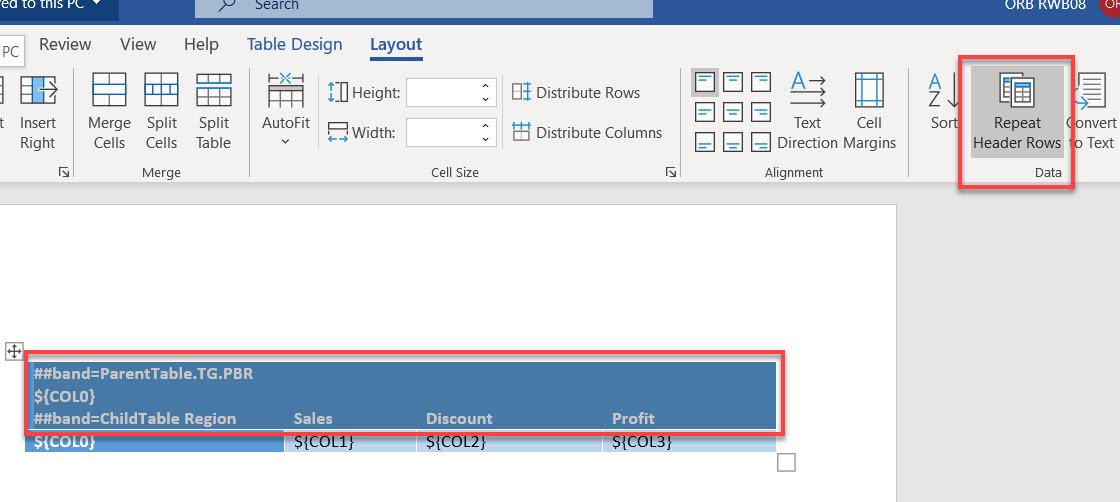 ved to this PC
Search
ORB RWB08
OR
PC
Review View Help Table Design Layout
Insert Right
Merge Cells
Split Cells
Split Table
AutoFit
Height:
Width:
Distribute Rows
Distribute Columns
Text Direction
Cell Margins
Sort
Repeat Header Rows
Convert to Text
Merge Cell Size Alignment Data
##band=ParentTable.TG.PBR
${COL0}
##band=ChildTable Region Sales Discount Profit
${COL0} ${COL1} ${COL2} ${COL3}